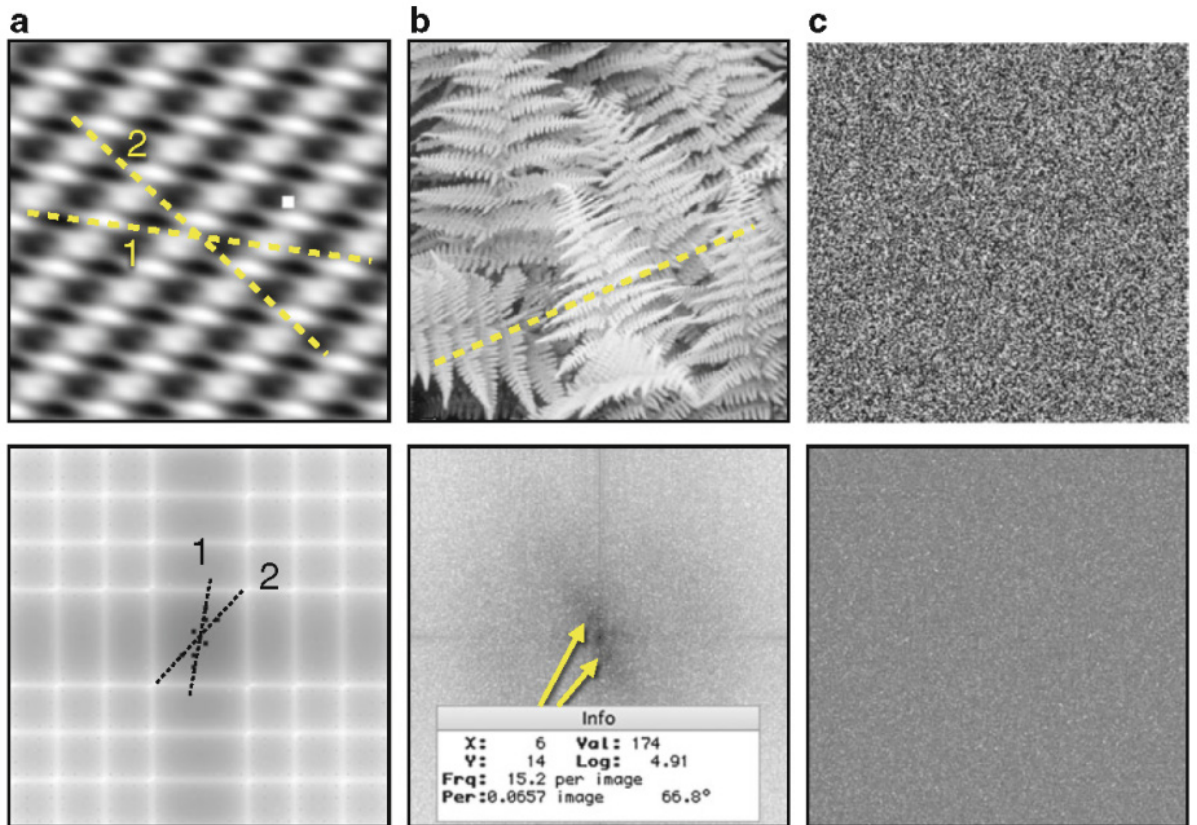 a
b
c
2
1
1
2
Info
X: 6 Val: 174
Y: 14 Log: 4.91
Frq: 15.2 per image
Per:0.0657 image 66.8°